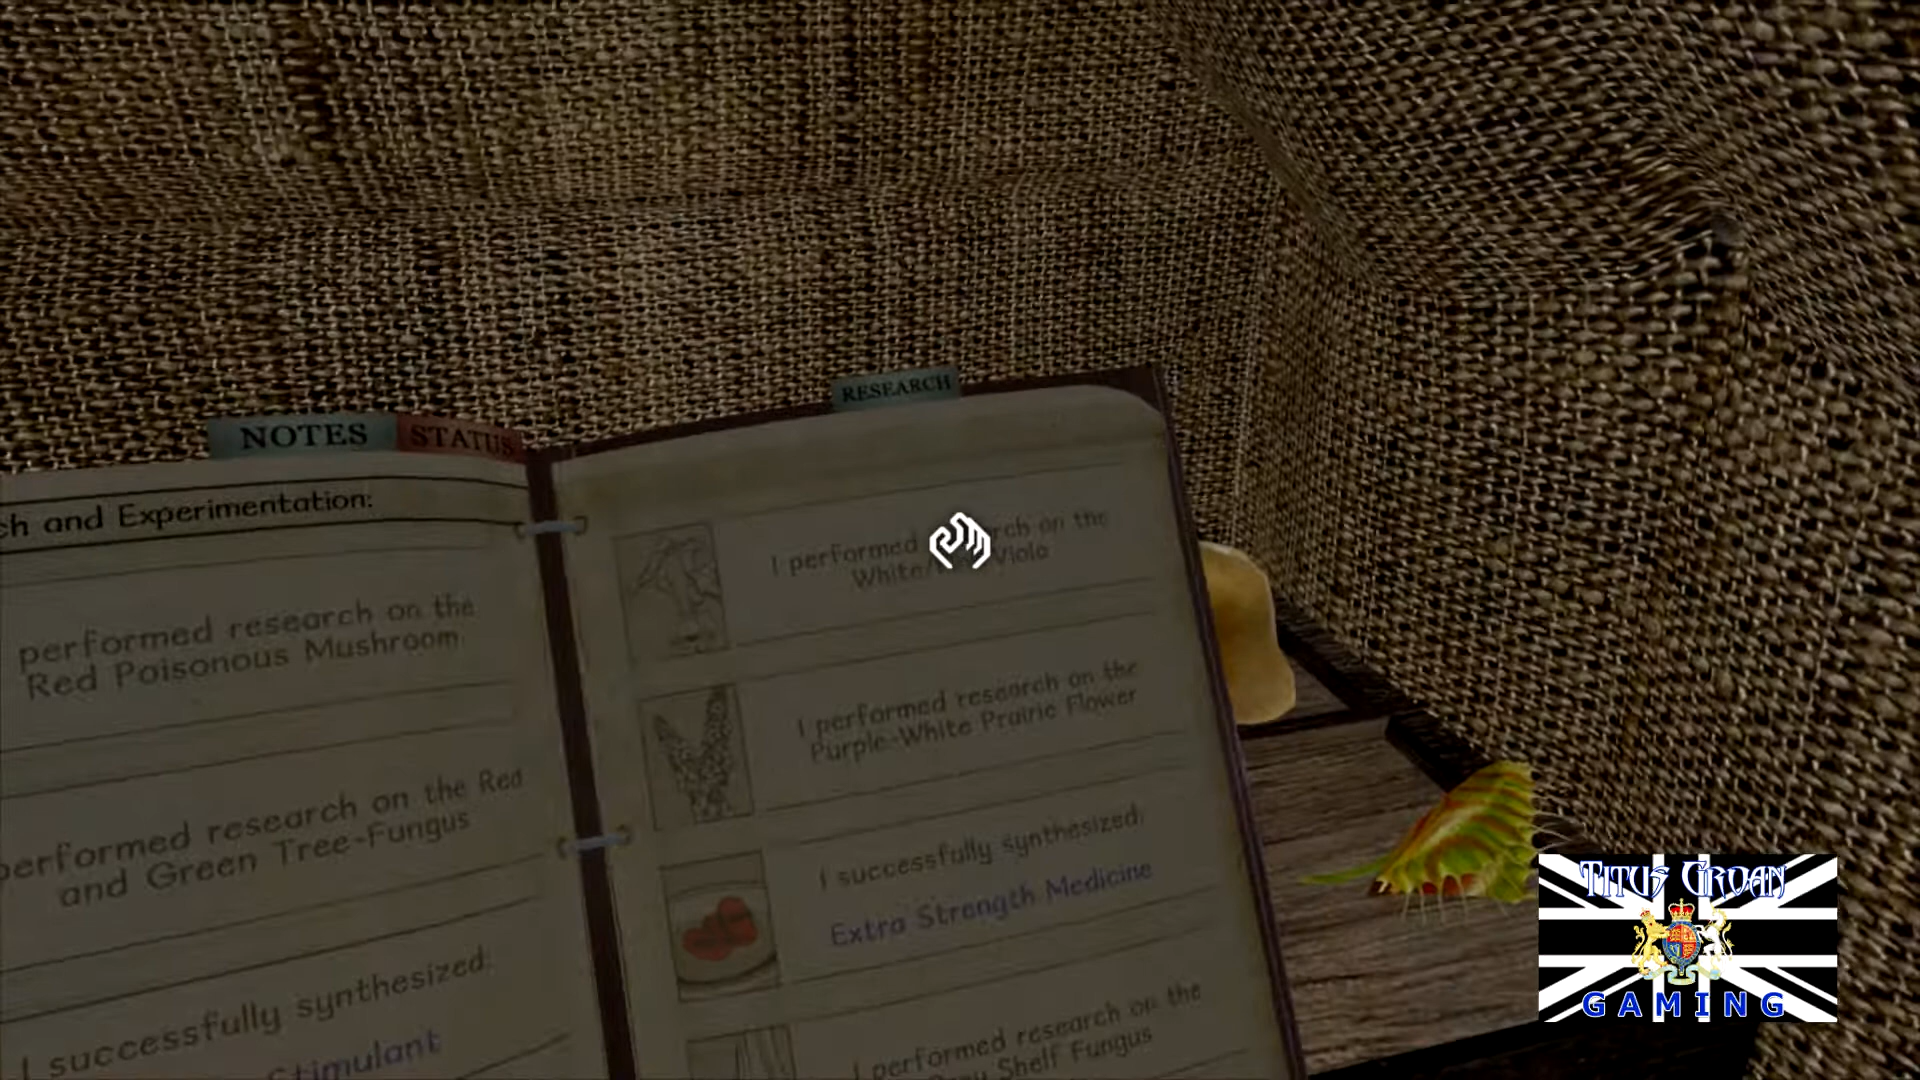 NOTES
STATUS
RESEARCH
ch and Experimentation:
performed research on the
Red Poisonous Mushroom
performed research on the Red
and Green Tree-Fungus
I successfully synthesized:
Stimulant
I performed research on the
White/ Viola
I performed research on the
Purple-White Prairie Flower
I successfully synthesized:
Extra Strength Medicine
I performed research on the
Shelf Fungus
TITUS GROAN
GAMING